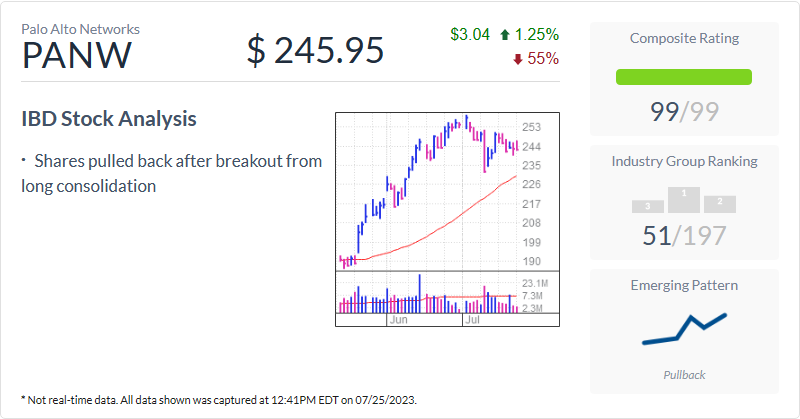 Palo Alto Networks
PANW
$ 245.95
$3.04 1.25%
55%
IBD Stock Analysis
· Shares pulled back after breakout from
long consolidation
253
244
235
226
217
208
199
190
23.1M
7.3M
2.3M
Jun
Jul
Composite Rating
99/99
Industry Group Ranking
3 1 2
51/197
Emerging Pattern
Pullback
* Not real-time data. All data shown was captured at 12:41PM EDT on 07/25/2023.